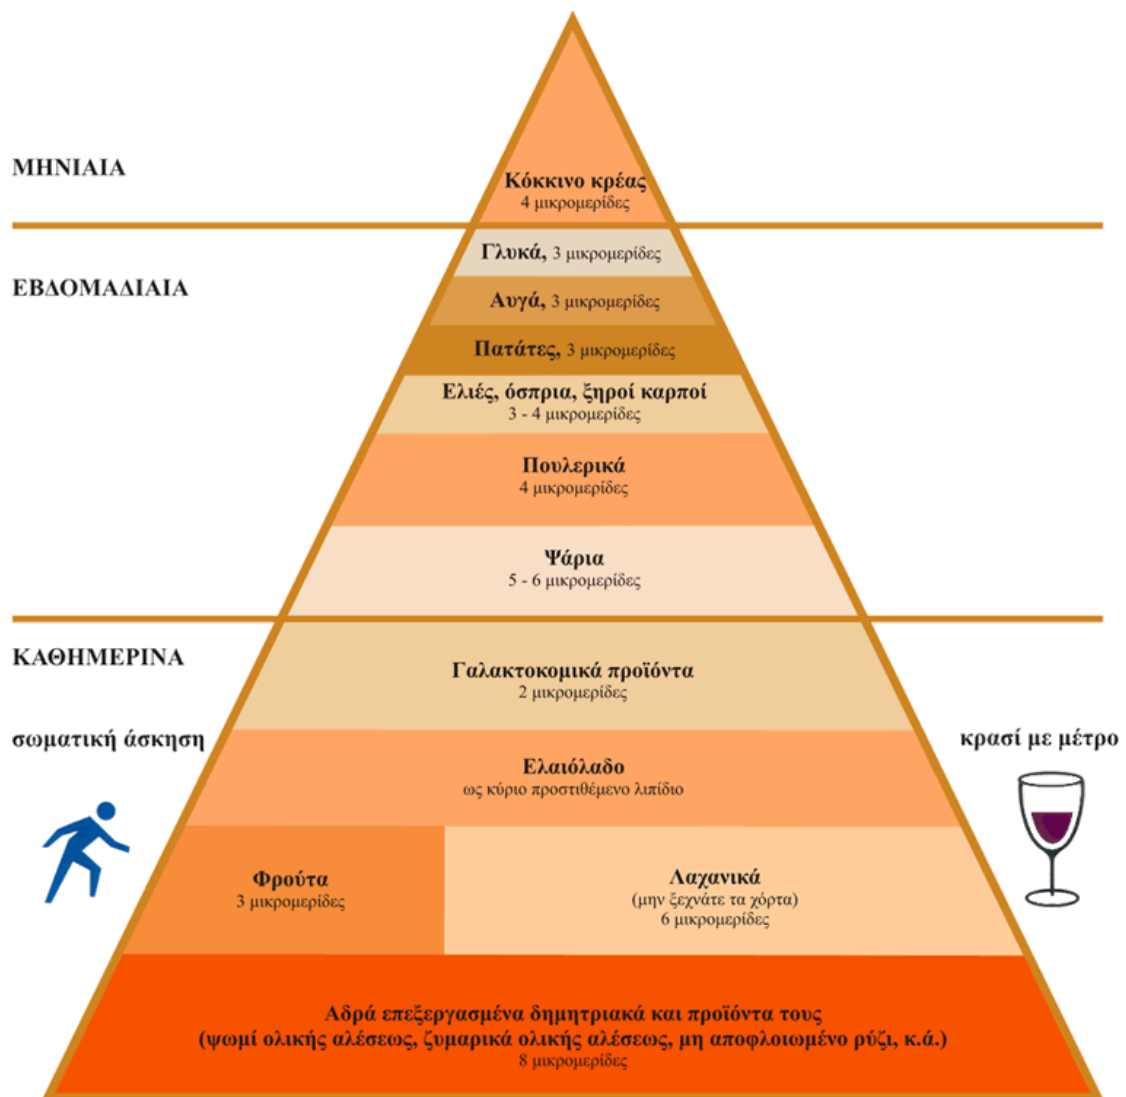 ΜΗΝΙΑΙΑ
Κόκκινο κρέας
4 μικρομερίδες
Γλυκά, 3 μικρομερίδες
ΕΒΔΟΜΑΔΙΑΙΑ
Αυγά, 3 μικρομερίδες
Πατάτες, 3 μικρομερίδες
Ελιές, όσπρια, ξηροί καρποί
3 - 4 μικρομερίδες
Πουλερικά
4 μικρομερίδες
Ψάρια
5 - 6 μικρομερίδες
ΚΑΘΗΜΕΡΙΝΑ
Γαλακτοκομικά προϊόντα
2 μικρομερίδες
σωματική άσκηση
κρασί με μέτρο
Ελαιόλαδο
ως κύριο προστιθέμενο λιπίδιο
Φρούτα
3 μικρομερίδες
Λαχανικά
(μην ξεχνάτε τα χόρτα)
6 μικρομερίδες
Αδρά επεξεργασμένα δημητριακά και προϊόντα τους
(ψωμί ολικής αλέσεως, ζυμαρικά ολικής αλέσεως, μη αποφλοιωμένο ρύζι, κ.ά.)
8 μικρομερίδες